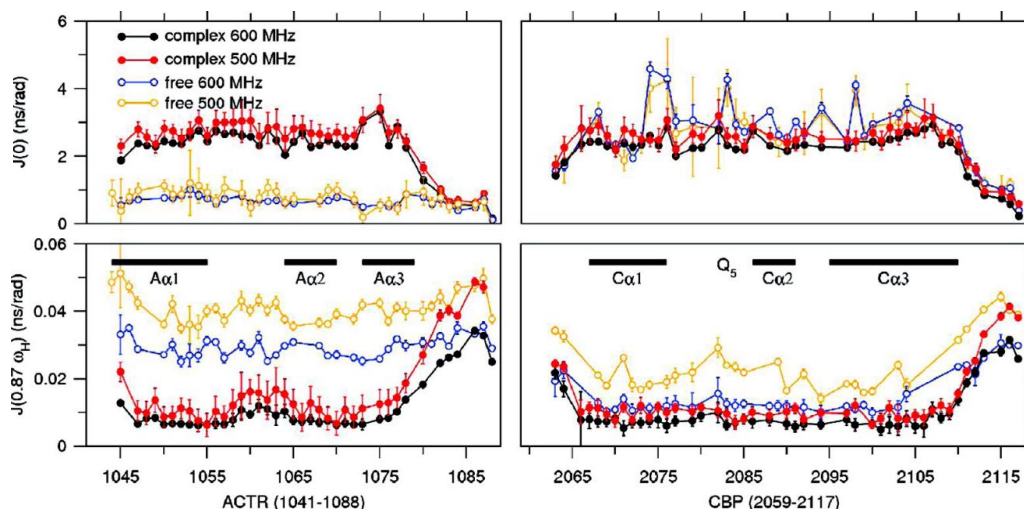 6
4
2
0
J(0) (ns/rad)
complex 600 MHz
complex 500 MHz
free 600 MHz
free 500 MHz
0.06
0.04
0.02
0
J(0.87 ω_H) (ns/rad)
Aα1 Aα2 Aα3
Cα1 Q₅ Cα2 Cα3
1045 1055 1065 1075 1085
ACTR (1041-1088)
2065 2075 2085 2095 2105 2115
CBP (2059-2117)